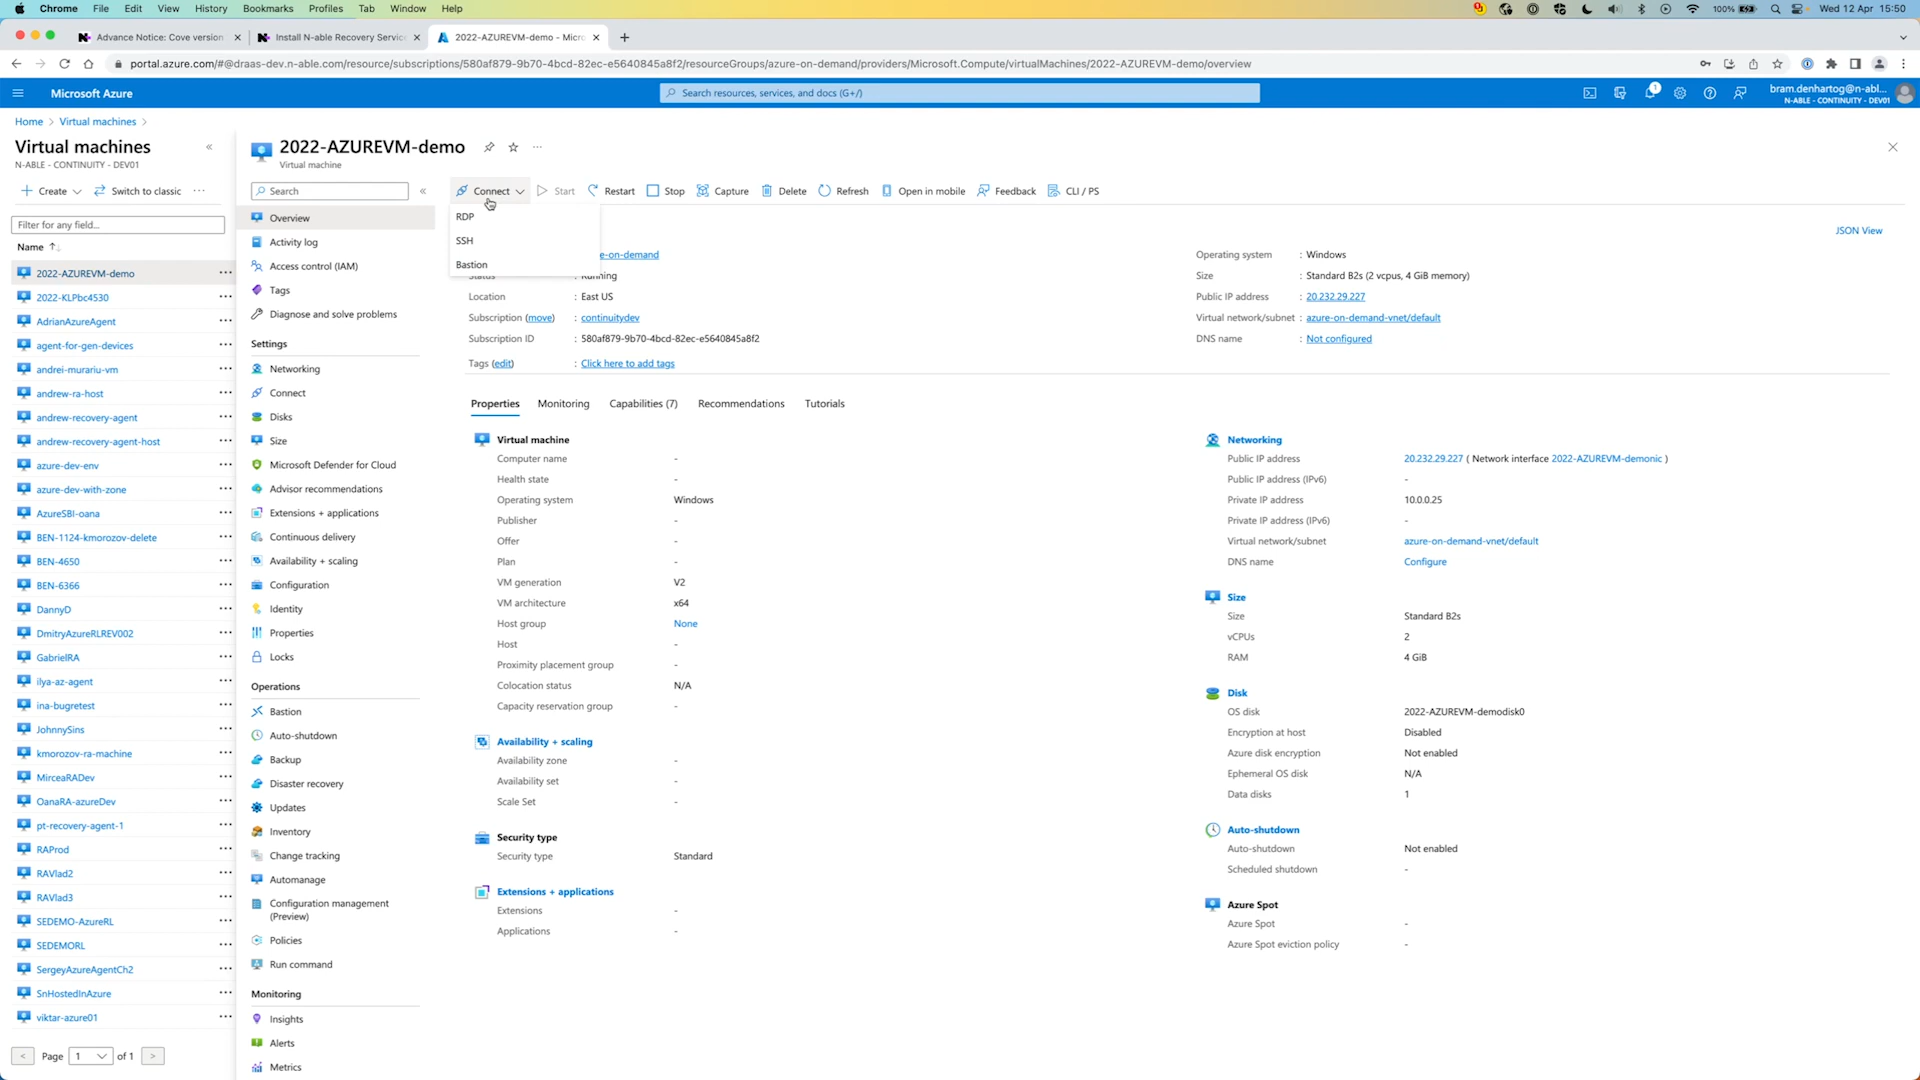 Chrome File Edit View History Bookmarks Profiles Tab Window Help 100% Wed 12 Apr 15:50
Advance Notice: Cove version
Install N-able Recovery Service
2022-AZUREVM-demo - Micro
portal.azure.com/#@draas-dev.n-able.com/resource/subscriptions/580af879-9b70-4bcd-82ec-e5640845a8f2/resourceGroups/azure-on-demand/providers/Microsoft.Compute/virtualMachines/2022-AZUREVM-demo/overview
Microsoft Azure
Search resources, services, and docs (G+/)
1
bram.denhartog@n-abl...
N-ABLE - CONTINUITY - DEV01
Home > Virtual machines >
Virtual machines
N-ABLE - CONTINUITY - DEV01
Create
Switch to classic
Filter for any field...
Name
2022-AZUREVM-demo
2022-KLPbc4530
AdrianAzureAgent
agent-for-gen-devices
andrei-murariu-vm
andrew-ra-host
andrew-recovery-agent
andrew-recovery-agent-host
azure-dev-env
azure-dev-with-zone
AzureSBI-oana
BEN-1124-kmorozov-delete
BEN-4650
BEN-6366
DannyD
DmitryAzureRLREV002
GabrielRA
ilya-az-agent
ina-bugretest
JohnnySins
kmorozov-ra-machine
MirceaRADev
OanaRA-azureDev
pt-recovery-agent-1
RAProd
RAVlad2
RAVlad3
SEDEMO-AzureRL
SEDEMORL
SergeyAzureAgentCh2
SnHostedInAzure
viktar-azure01
< Page 1 of 1 >
2022-AZUREVM-demo
Virtual machine
Search
Overview
Activity log
Access control (IAM)
Tags
Diagnose and solve problems
Settings
Networking
Connect
Disks
Size
Microsoft Defender for Cloud
Advisor recommendations
Extensions + applications
Continuous delivery
Availability + scaling
Configuration
Identity
Properties
Locks
Operations
Bastion
Auto-shutdown
Backup
Disaster recovery
Updates
Inventory
Change tracking
Automanage
Configuration management
(Preview)
Policies
Run command
Monitoring
Insights
Alerts
Metrics
Connect Start Restart Stop Capture Delete Refresh Open in mobile Feedback CLI / PS
RDP
SSH
Bastion
JSON View
e-on-demand
Status : Running
Location : East US
Subscription (move) : continuitydev
Subscription ID : 580af879-9b70-4bcd-82ec-e5640845a8f2
Tags (edit) : Click here to add tags
Operating system : Windows
Size : Standard B2s (2 vcpus, 4 GiB memory)
Public IP address : 20.232.29.227
Virtual network/subnet : azure-on-demand-vnet/default
DNS name : Not configured
Properties Monitoring Capabilities (7) Recommendations Tutorials
Virtual machine
Computer name -
Health state -
Operating system Windows
Publisher -
Offer -
Plan -
VM generation V2
VM architecture x64
Host group None
Host -
Proximity placement group -
Colocation status N/A
Capacity reservation group -
Availability + scaling
Availability zone -
Availability set -
Scale Set -
Security type
Security type Standard
Extensions + applications
Extensions -
Applications -
Networking
Public IP address 20.232.29.227 ( Network interface 2022-AZUREVM-demonic )
Public IP address (IPv6) -
Private IP address 10.0.0.25
Private IP address (IPv6) -
Virtual network/subnet azure-on-demand-vnet/default
DNS name Configure
Size
Size Standard B2s
vCPUs 2
RAM 4 GiB
Disk
OS disk 2022-AZUREVM-demodisk0
Encryption at host Disabled
Azure disk encryption Not enabled
Ephemeral OS disk N/A
Data disks 1
Auto-shutdown
Auto-shutdown Not enabled
Scheduled shutdown -
Azure Spot
Azure Spot -
Azure Spot eviction policy -